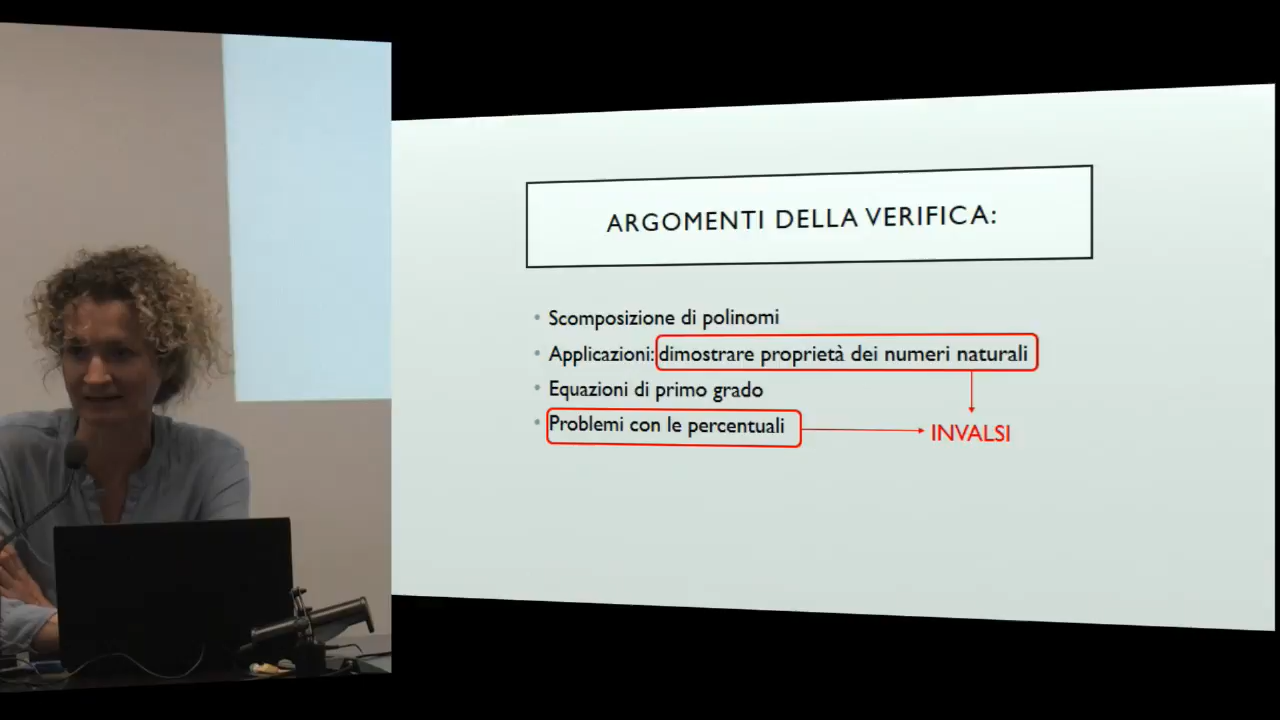 ARGOMENTI DELLA VERIFICA:
• Scomposizione di polinomi
• Applicazioni: dimostrare proprietà dei numeri naturali
• Equazioni di primo grado
• Problemi con le percentuali
INVALSI